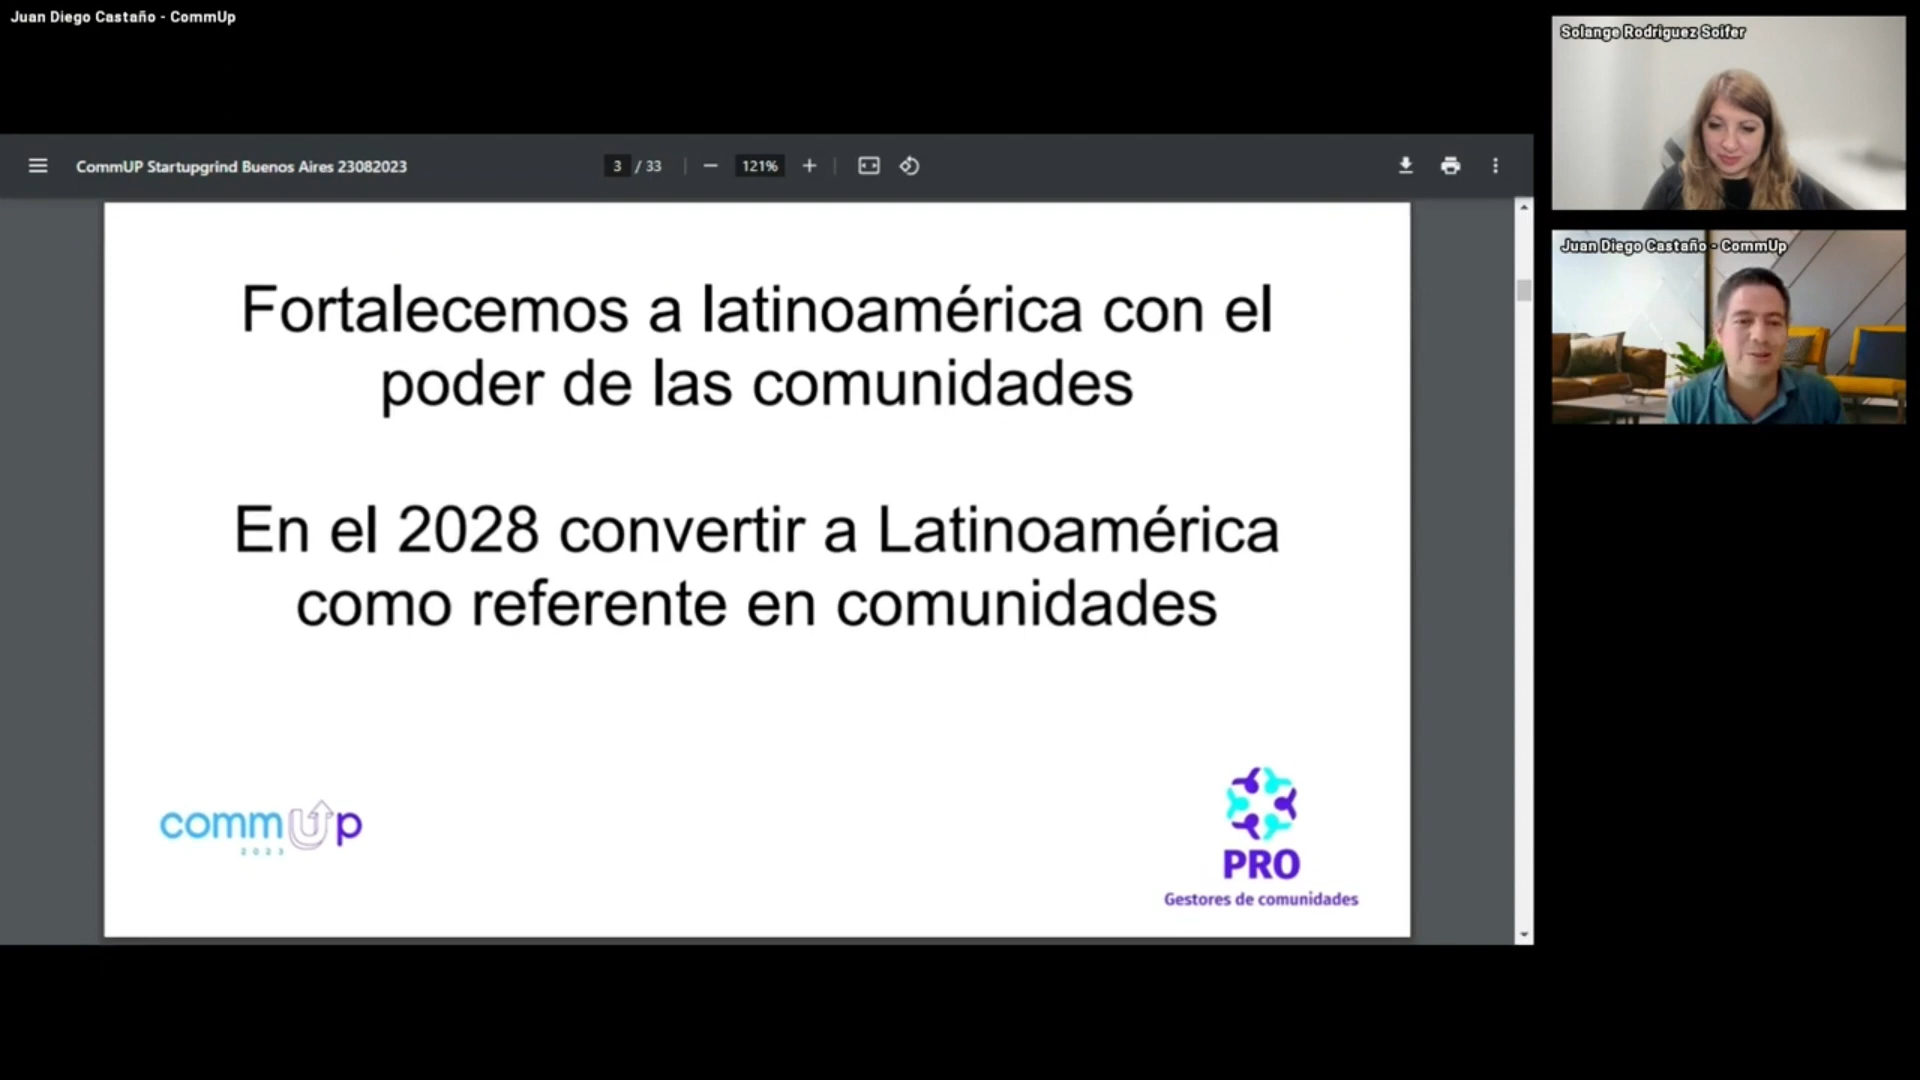 Juan Diego Castaño - CommUp
Solange Rodriguez Soifer
CommUP Startupgrind Buenos Aires 23082023
3 / 33
121%
Juan Diego Castaño - CommUp
Fortalecemos a latinoamérica con el
poder de las comunidades
En el 2028 convertir a Latinoamérica
como referente en comunidades
commUp
2023
PRO
Gestores de comunidades